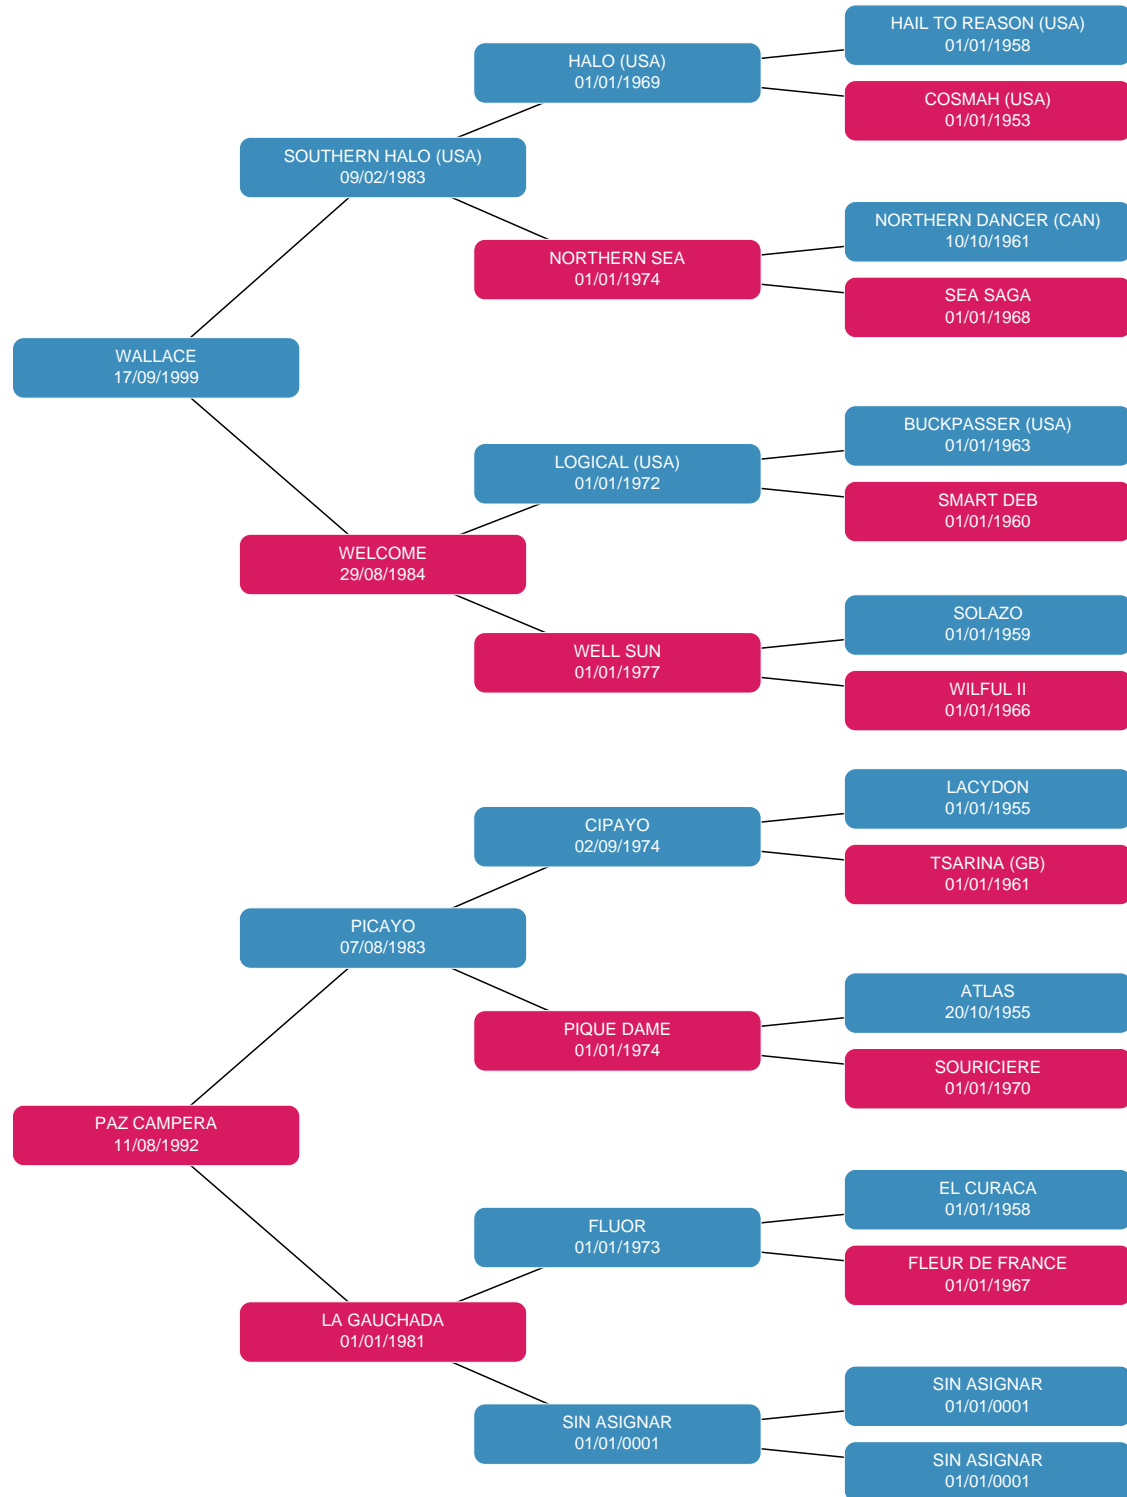 HAIL TO REASON (USA)
01/01/1958
HALO (USA)
01/01/1969
COSMAH (USA)
01/01/1953
SOUTHERN HALO (USA)
09/02/1983
NORTHERN DANCER (CAN)
10/10/1961
NORTHERN SEA
01/01/1974
SEA SAGA
01/01/1968
WALLACE
17/09/1999
BUCKPASSER (USA)
01/01/1963
LOGICAL (USA)
01/01/1972
SMART DEB
01/01/1960
WELCOME
29/08/1984
SOLAZO
01/01/1959
WELL SUN
01/01/1977
WILFUL II
01/01/1966
LACYDON
01/01/1955
CIPAYO
02/09/1974
TSARINA (GB)
01/01/1961
PICAYO
07/08/1983
ATLAS
20/10/1955
PIQUE DAME
01/01/1974
SOURICIERE
01/01/1970
PAZ CAMPERA
11/08/1992
EL CURACA
01/01/1958
FLUOR
01/01/1973
FLEUR DE FRANCE
01/01/1967
LA GAUCHADA
01/01/1981
SIN ASIGNAR
01/01/0001
SIN ASIGNAR
01/01/0001
SIN ASIGNAR
01/01/0001